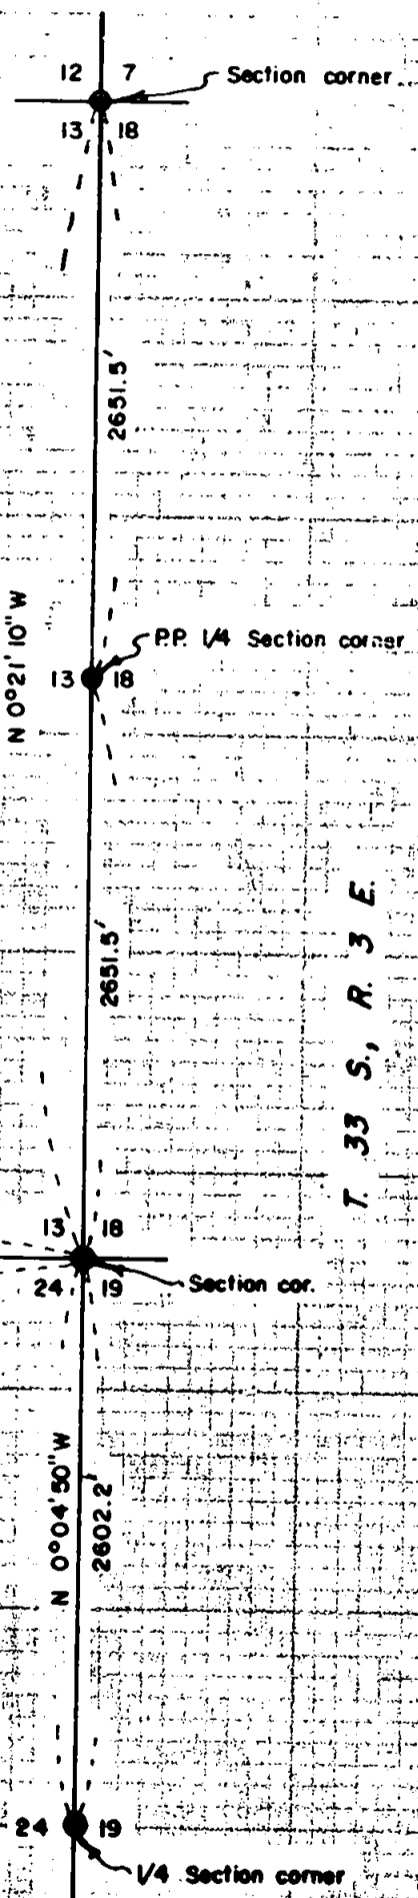 12 7 Section corner
13 18
2651.5'
N 0°21'10" W
P.P. 1/4 Section corner
13 18
2651.5'
T. 33 S., R. 3 E.
13 18
24 19 Section cor.
N 0°04'50" W
2602.2'
24 19
1/4 Section corner